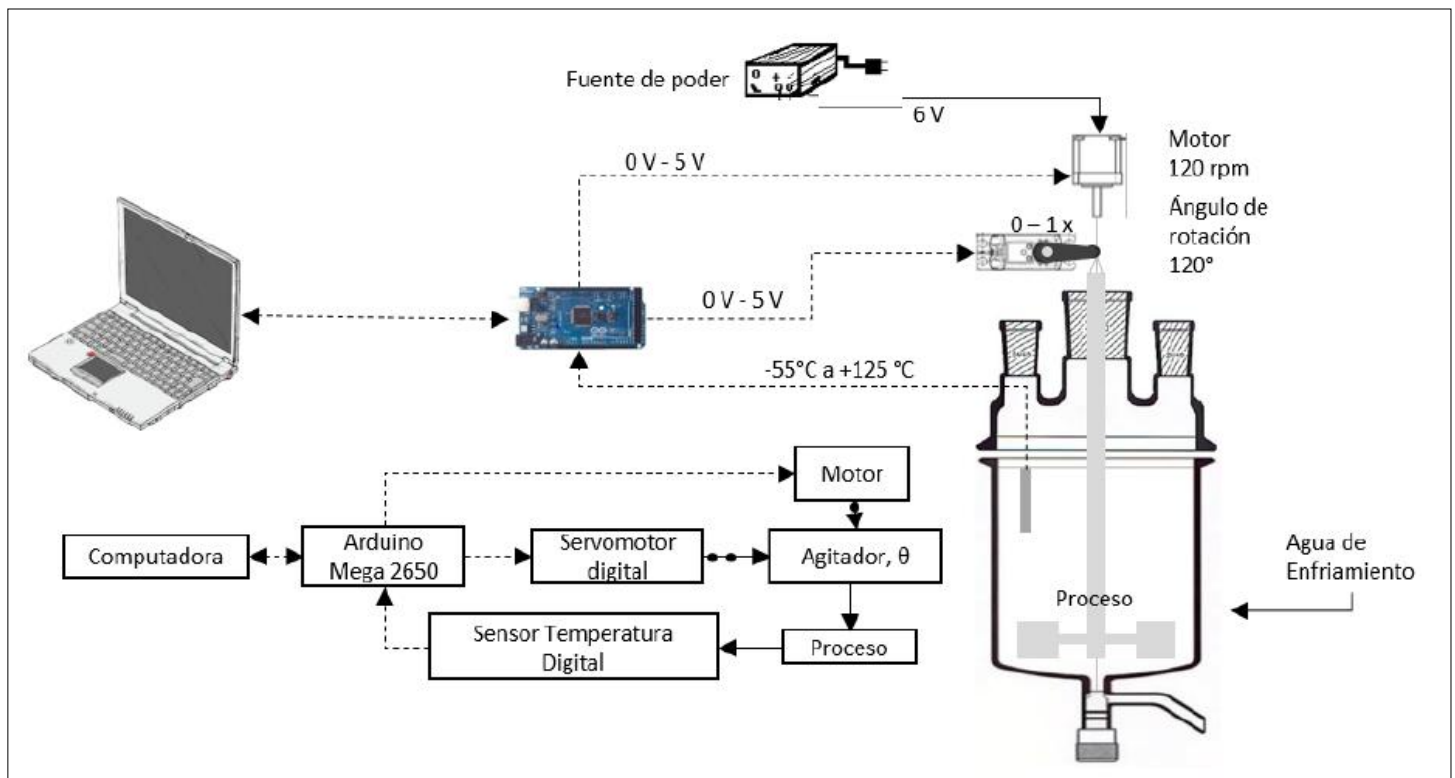 Fuente de poder
6 V
Motor
120 rpm
0 V - 5 V
Ángulo de
rotación
120°
0 – 1 x
0 V - 5 V
-55°C a +125 °C
Motor
Computadora
Arduino
Mega 2650
Servomotor
digital
Agitador, θ
Sensor Temperatura
Digital
Proceso
Proceso
Agua de
Enfriamiento